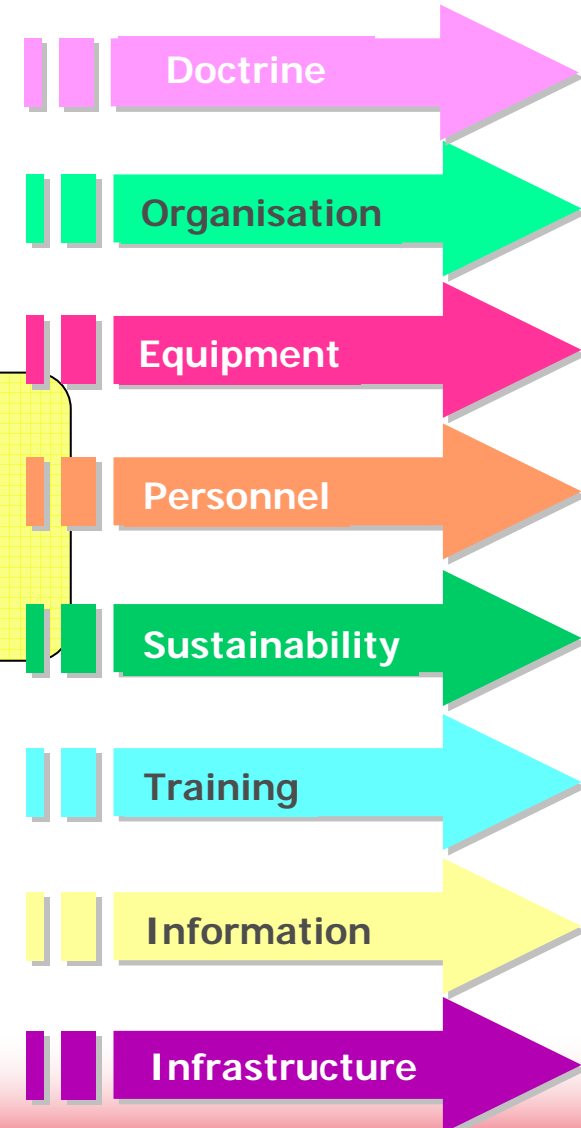 Doctrine
Organisation
Equipment
Personnel
Sustainability
Training
Information
Infrastructure